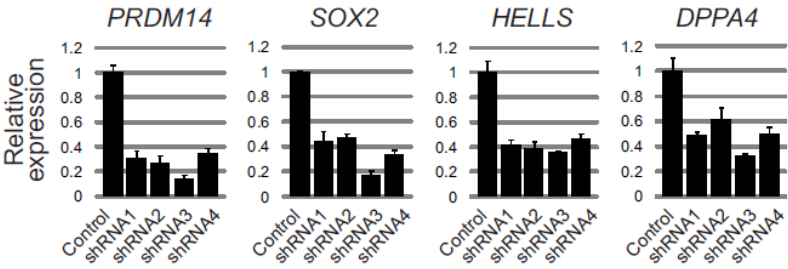 PRDM14
SOX2
HELLS
DPPA4
Relative
expression
1.2
1
0.8
0.6
0.4
0.2
0
Control
shRNA1
shRNA2
shRNA3
shRNA4
1.2
1
0.8
0.6
0.4
0.2
0
Control
shRNA1
shRNA2
shRNA3
shRNA4
1.2
1
0.8
0.6
0.4
0.2
0
Control
shRNA1
shRNA2
shRNA3
shRNA4
1.2
1
0.8
0.6
0.4
0.2
0
Control
shRNA1
shRNA2
shRNA3
shRNA4